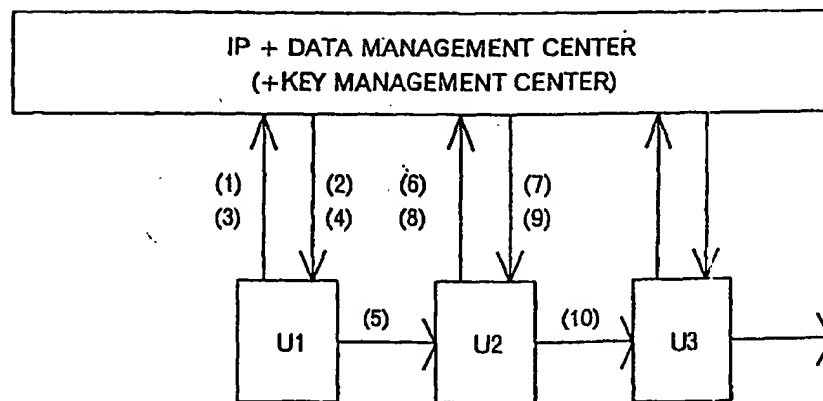 IP + DATA MANAGEMENT CENTER
(+KEY MANAGEMENT CENTER)
(1) (2) (6) (7)
(3) (4) (8) (9)
(5) (10)
U1 U2 U3